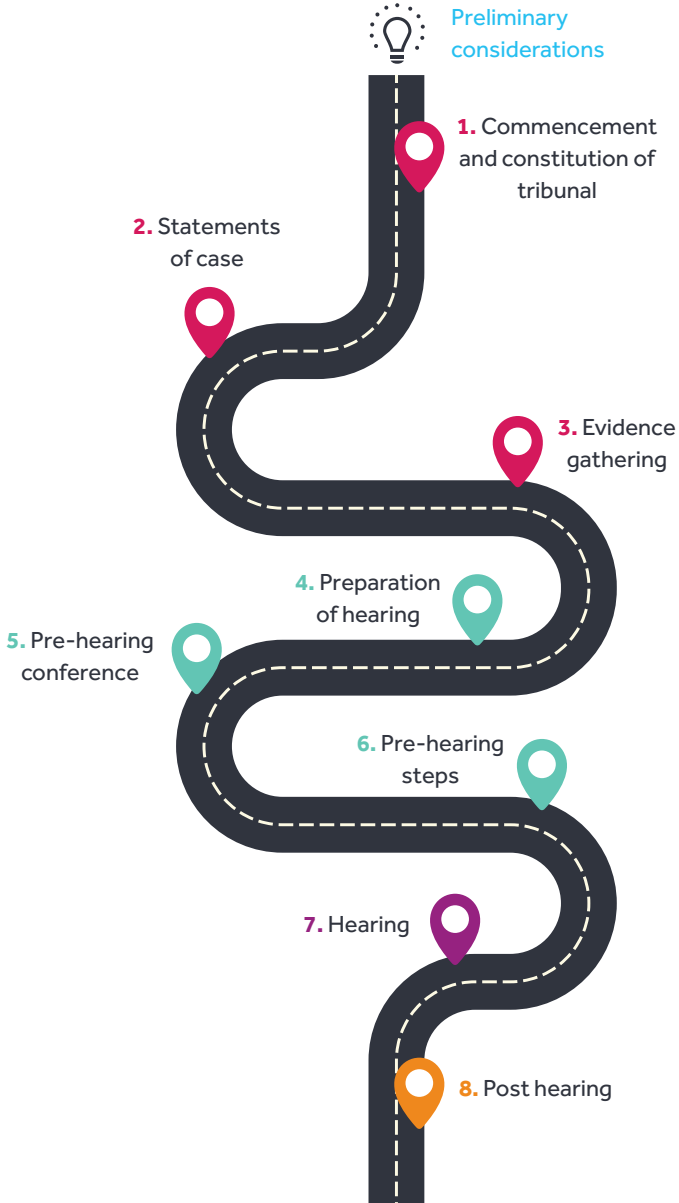 Preliminary
considerations
1. Commencement
and constitution of
tribunal
2. Statements
of case
3. Evidence
gathering
4. Preparation
of hearing
5. Pre-hearing
conference
6. Pre-hearing
steps
7. Hearing
8. Post hearing